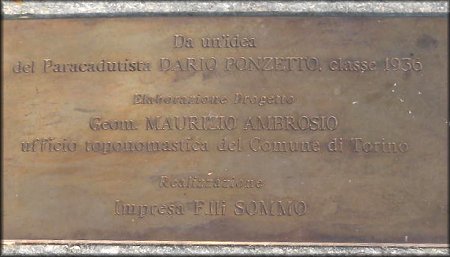 Da un'idea
del Paracadutista DARIO PONZETTO, classe 1936
Elaborazione Progetto
Geom. MAURIZIO AMBROSIO
ufficio toponomastica del Comune di Torino
Realizzazione
Impresa F.lli SOMMO